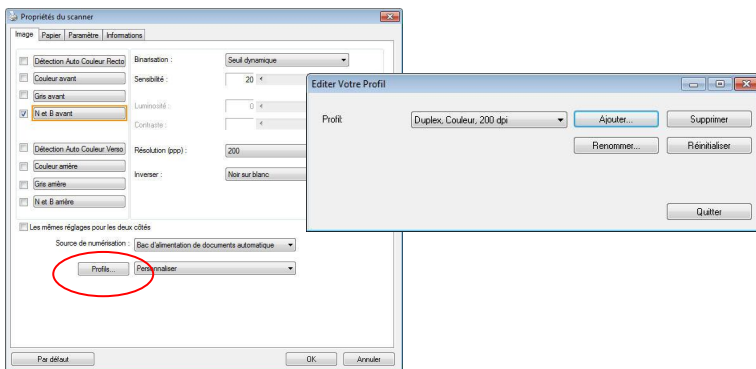 Propriétés du scanner
Image Papier Paramètre Informations
Détection Auto Couleur Recto
Couleur avant
Gris avant
N et B avant
Détection Auto Couleur Verso
Couleur arrière
Gris arrière
N et B arrière
Binarisation : Seuil dynamique
Sensibilité : 20
Luminosité : 0
Contraste :
Résolution (ppp) : 200
Inverser : Noir sur blanc
Les mêmes réglages pour les deux côtés
Source de numérisation : Bac d'alimentation de documents automatique
Profils... Personnaliser
Par défaut OK Annuler
Editer Votre Profil
Profil: Duplex, Couleur, 200 dpi Ajouter... Supprimer
Renommer... Réinitialiser
Quitter